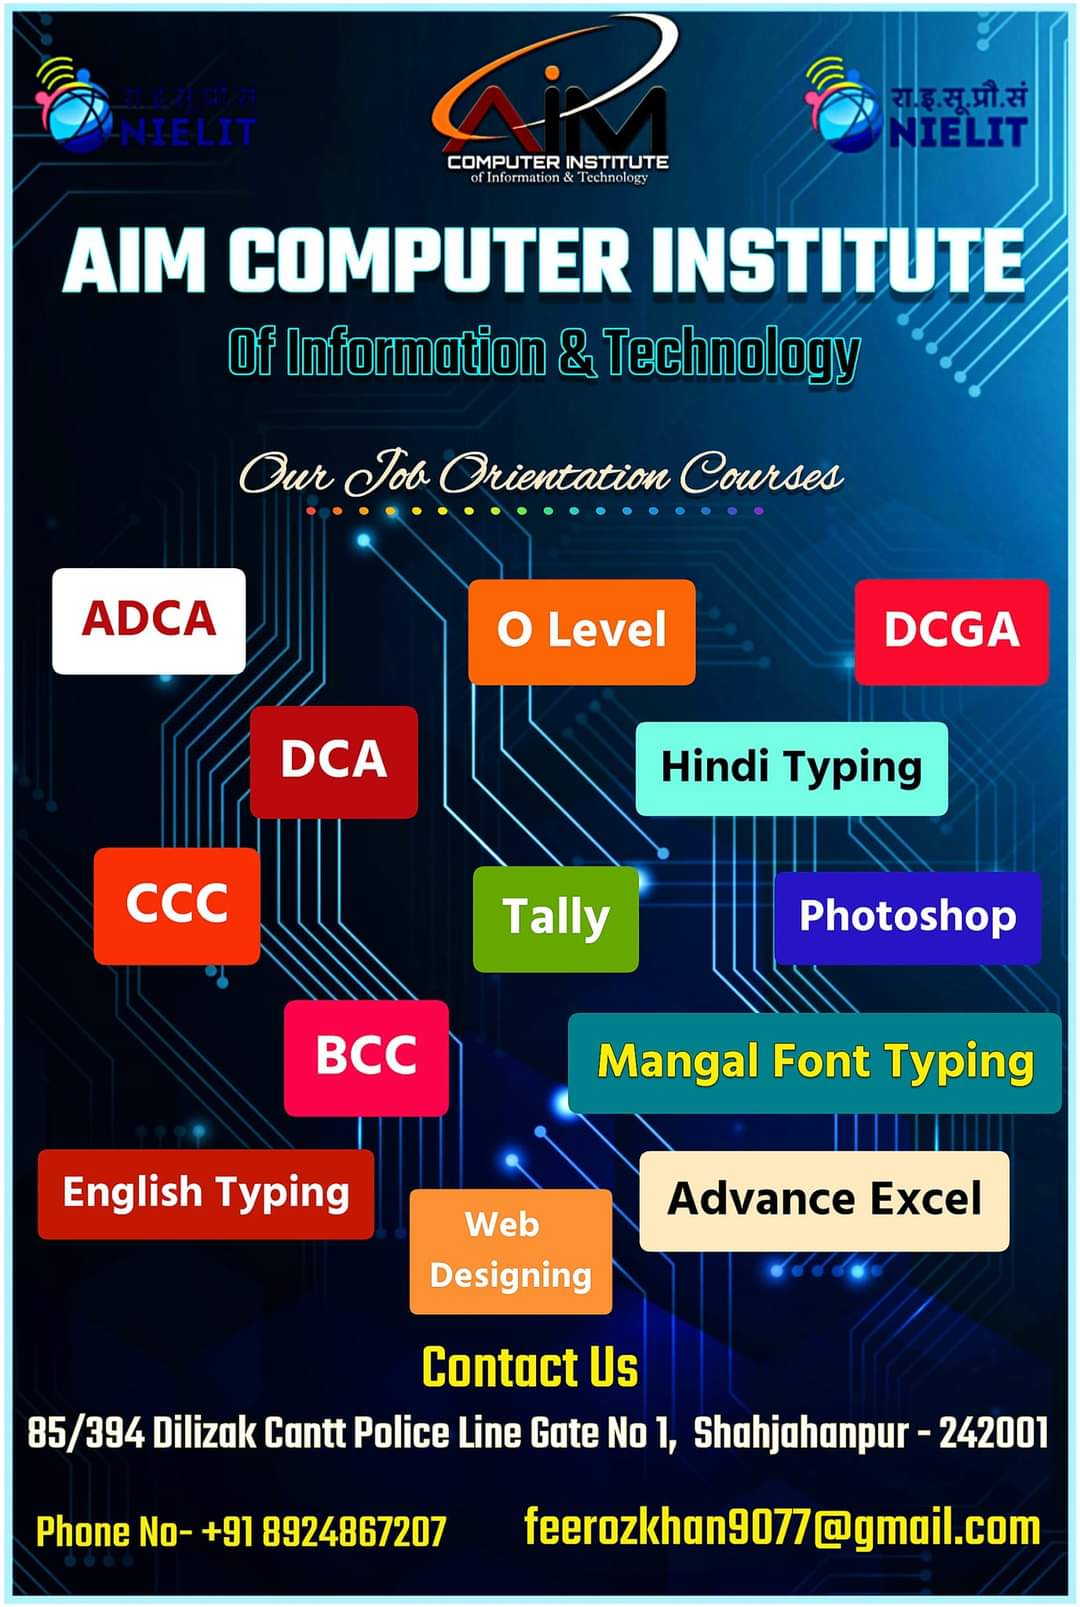 रा.इ.सू.प्रौ.सं
NIELIT
AIM
COMPUTER INSTITUTE
of Information & Technology
रा.इ.सू.प्रौ.सं
NIELIT
AIM COMPUTER INSTITUTE
Of Information & Technology
Our Job Orientation Courses
ADCA
O Level
DCGA
DCA
Hindi Typing
CCC
Tally
Photoshop
BCC
Mangal Font Typing
English Typing
Web
Designing
Advance Excel
Contact Us
85/394 Dilizak Cantt Police Line Gate No 1, Shahjahanpur - 242001
Phone No- +91 8924867207
feerozkhan9077@gmail.com